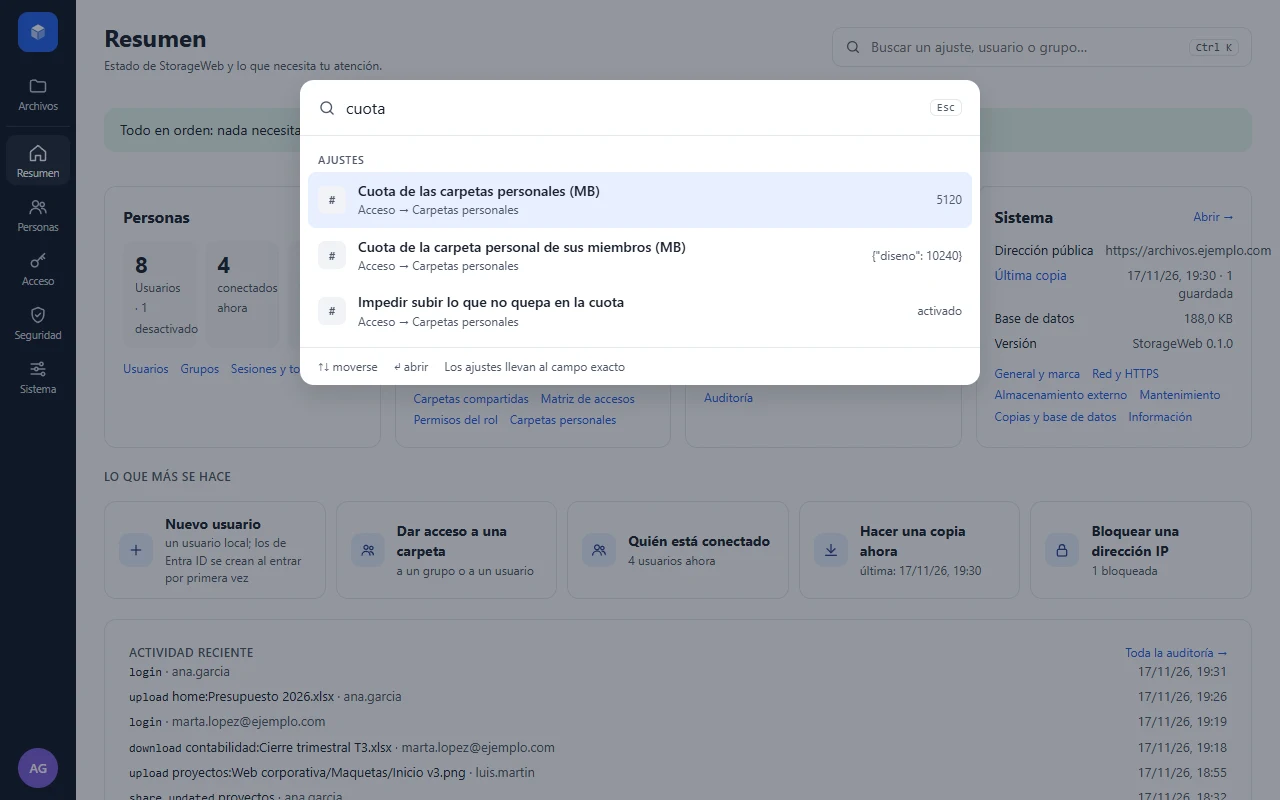 Archivos
Resumen
Personas
Acceso
Seguridad
Sistema
AG
Resumen
Estado de StorageWeb y lo que necesita tu atención.
Buscar un ajuste, usuario o grupo...
Ctrl K
Todo en orden: nada necesita
cuota
Esc
AJUSTES
# Cuota de las carpetas personales (MB)
Acceso → Carpetas personales
5120
# Cuota de la carpeta personal de sus miembros (MB)
Acceso → Carpetas personales
{"diseno": 10240}
# Impedir subir lo que no quepa en la cuota
Acceso → Carpetas personales
activado
↑↓ moverse ↵ abrir Los ajustes llevan al campo exacto
Personas
8
Usuarios
· 1
desactivado
4
conectados
ahora
Usuarios Grupos Sesiones y to
Carpetas compartidas Matriz de accesos
Permisos del rol Carpetas personales
Auditoría
Sistema
Abrir →
Dirección pública https://archivos.ejemplo.com
Última copia 17/11/26, 19:30 · 1
guardada
Base de datos 188,0 KB
Versión StorageWeb 0.1.0
General y marca Red y HTTPS
Almacenamiento externo Mantenimiento
Copias y base de datos Información
LO QUE MÁS SE HACE
Nuevo usuario
un usuario local; los de
Entra ID se crean al entrar
por primera vez
Dar acceso a una
carpeta
a un grupo o a un usuario
Quién está conectado
4 usuarios ahora
Hacer una copia
ahora
última: 17/11/26, 19:30
Bloquear una
dirección IP
1 bloqueada
ACTIVIDAD RECIENTE
Toda la auditoría →
login · ana.garcia 17/11/26, 19:31
upload home:Presupuesto 2026.xlsx · ana.garcia 17/11/26, 19:26
login · marta.lopez@ejemplo.com 17/11/26, 19:19
download contabilidad:Cierre trimestral T3.xlsx · marta.lopez@ejemplo.com 17/11/26, 19:18
upload proyectos:Web corporativa/Maquetas/Inicio v3.png · luis.martin 17/11/26, 18:55
share_updated proyectos · ana.garcia 17/11/26, 18:32